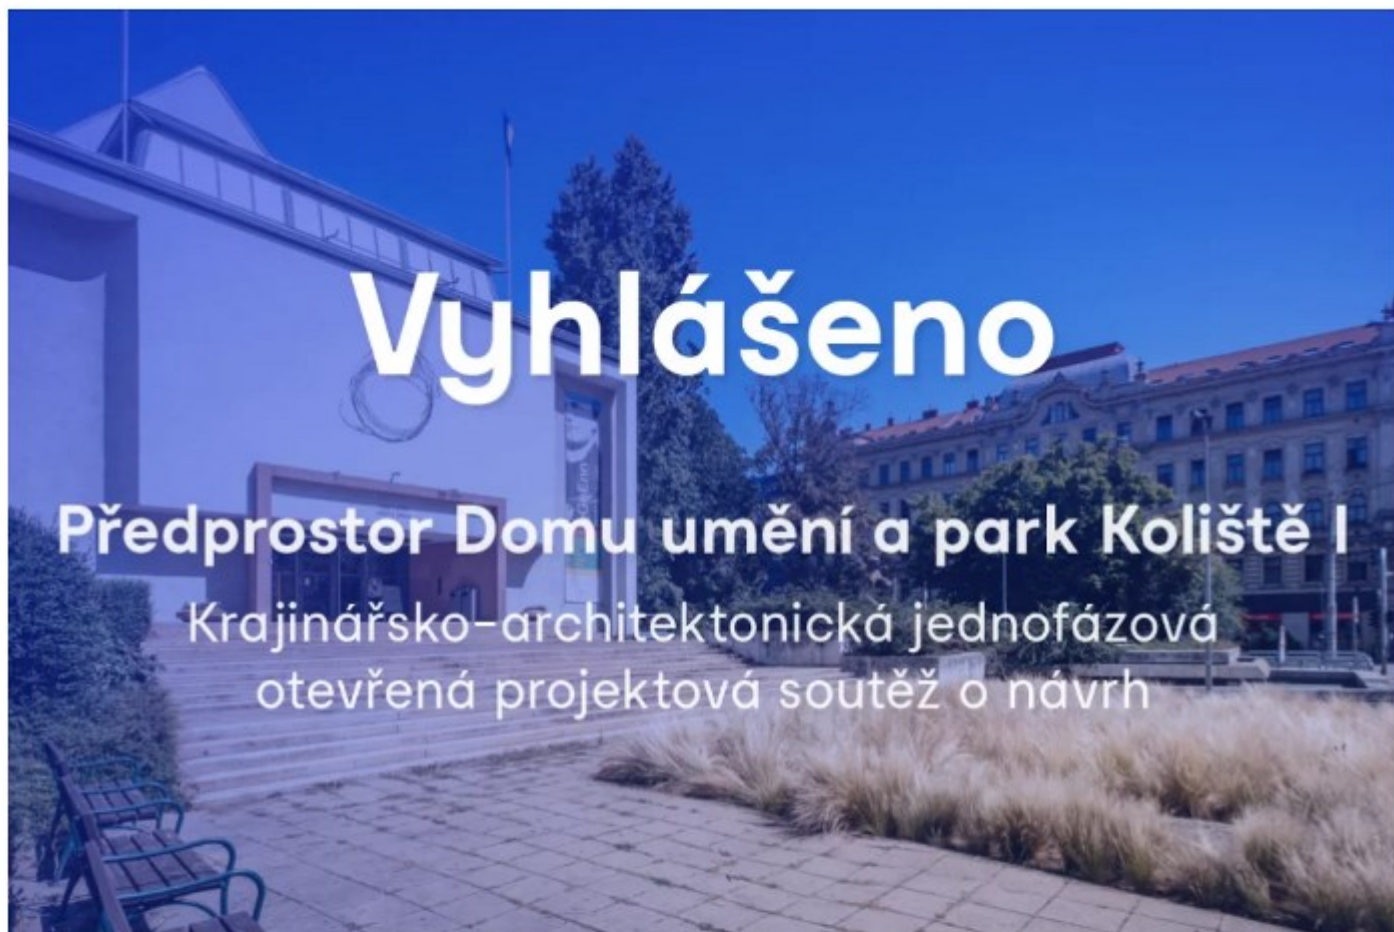 Vyhlášeno
Předprostor Domu umění a park Koliště I
Krajinářsko-architektonická jednofázová
otevřená projektová soutěž o návrh